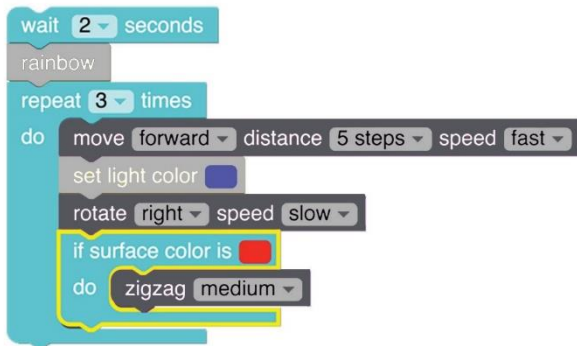 wait 2 seconds
rainbow
repeat 3 times
do move forward distance 5 steps speed fast
set light color
rotate right speed slow
if surface color is
do zigzag medium